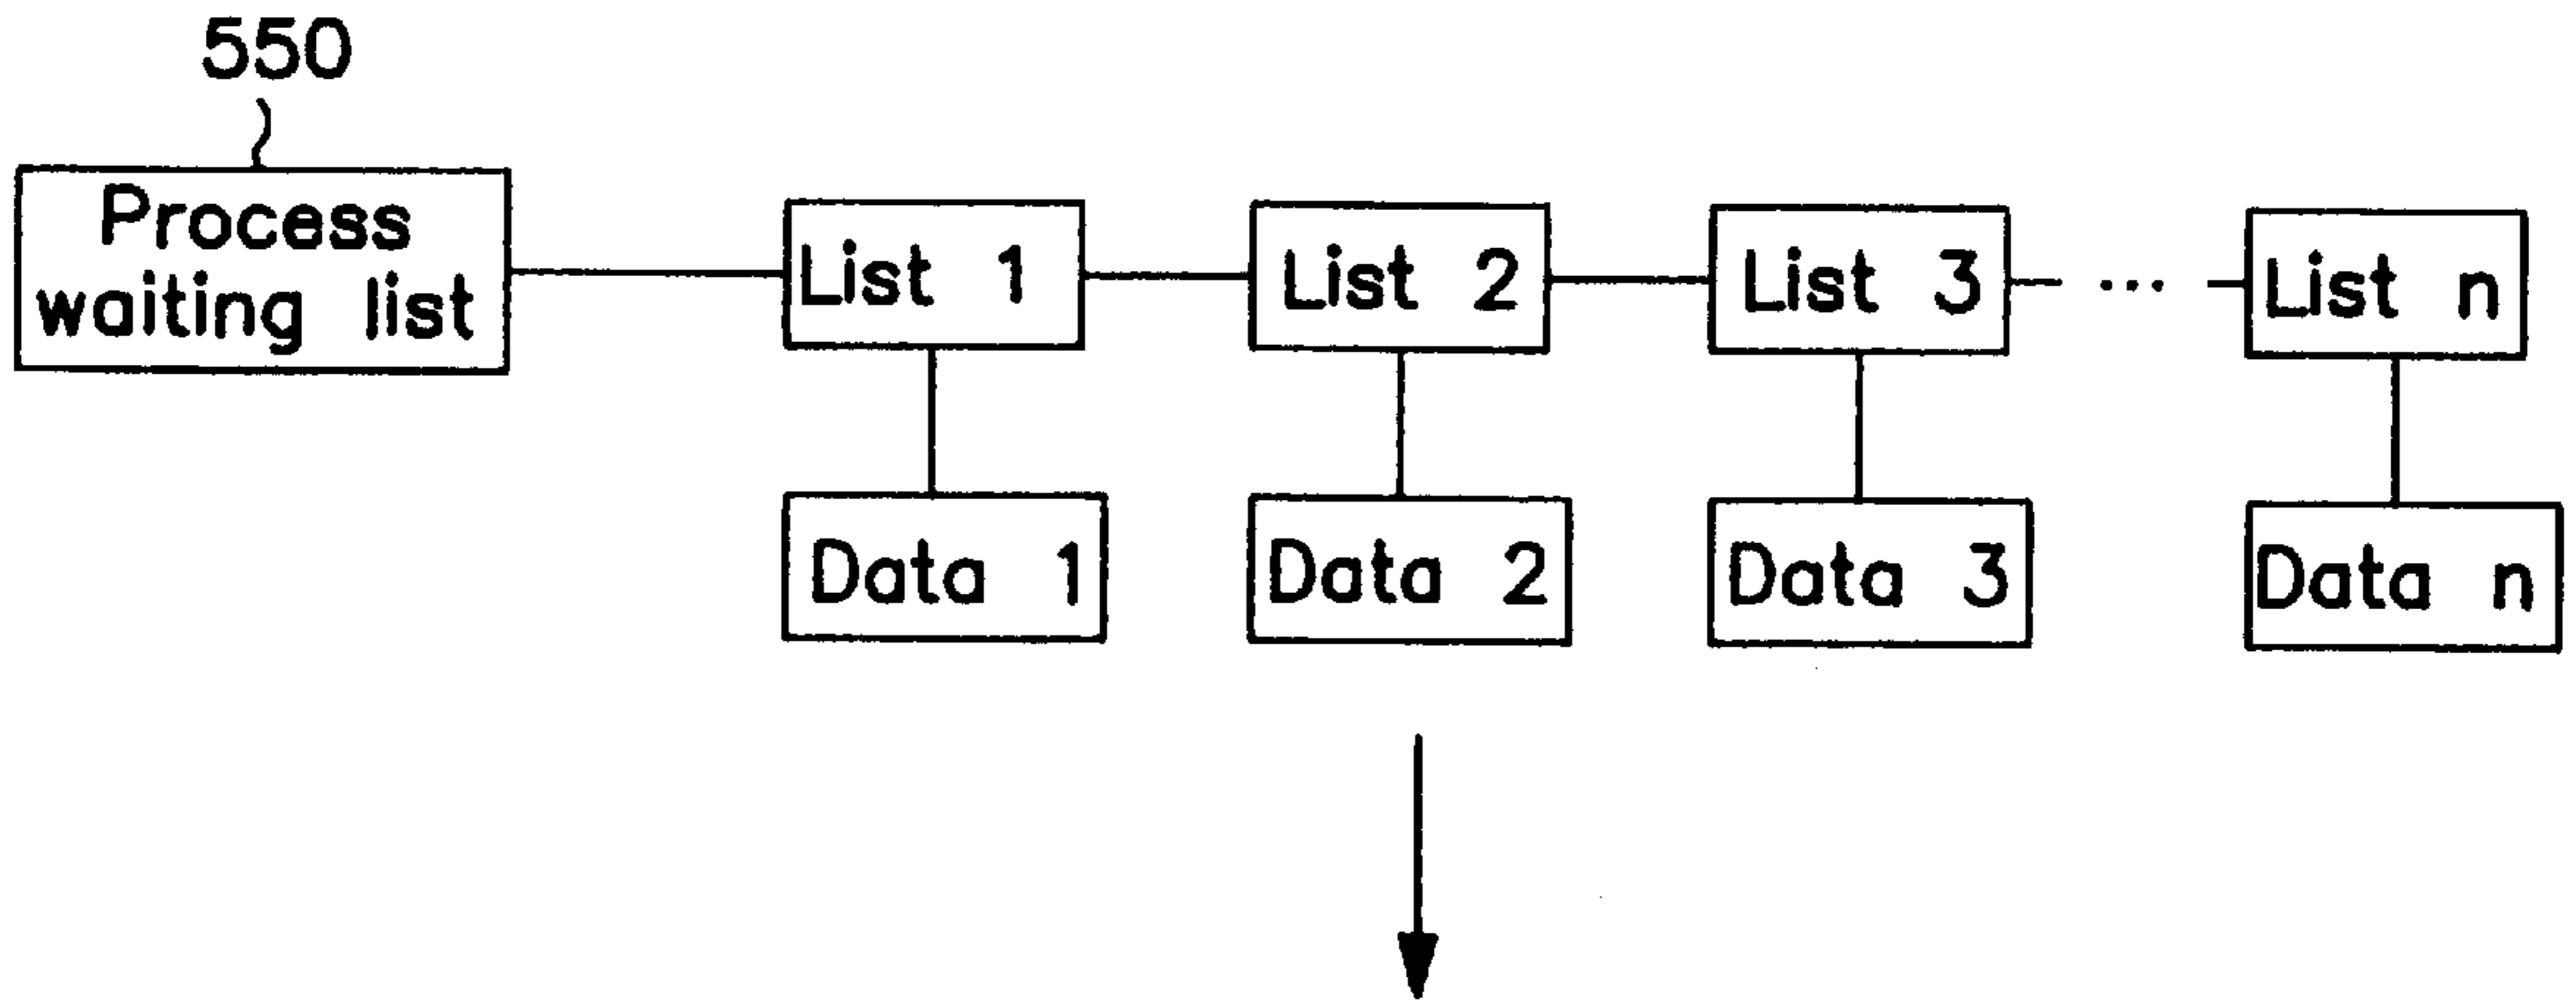 550
Process
waiting list
List 1
List 2
List 3
...
List n
Data 1
Data 2
Data 3
Data n